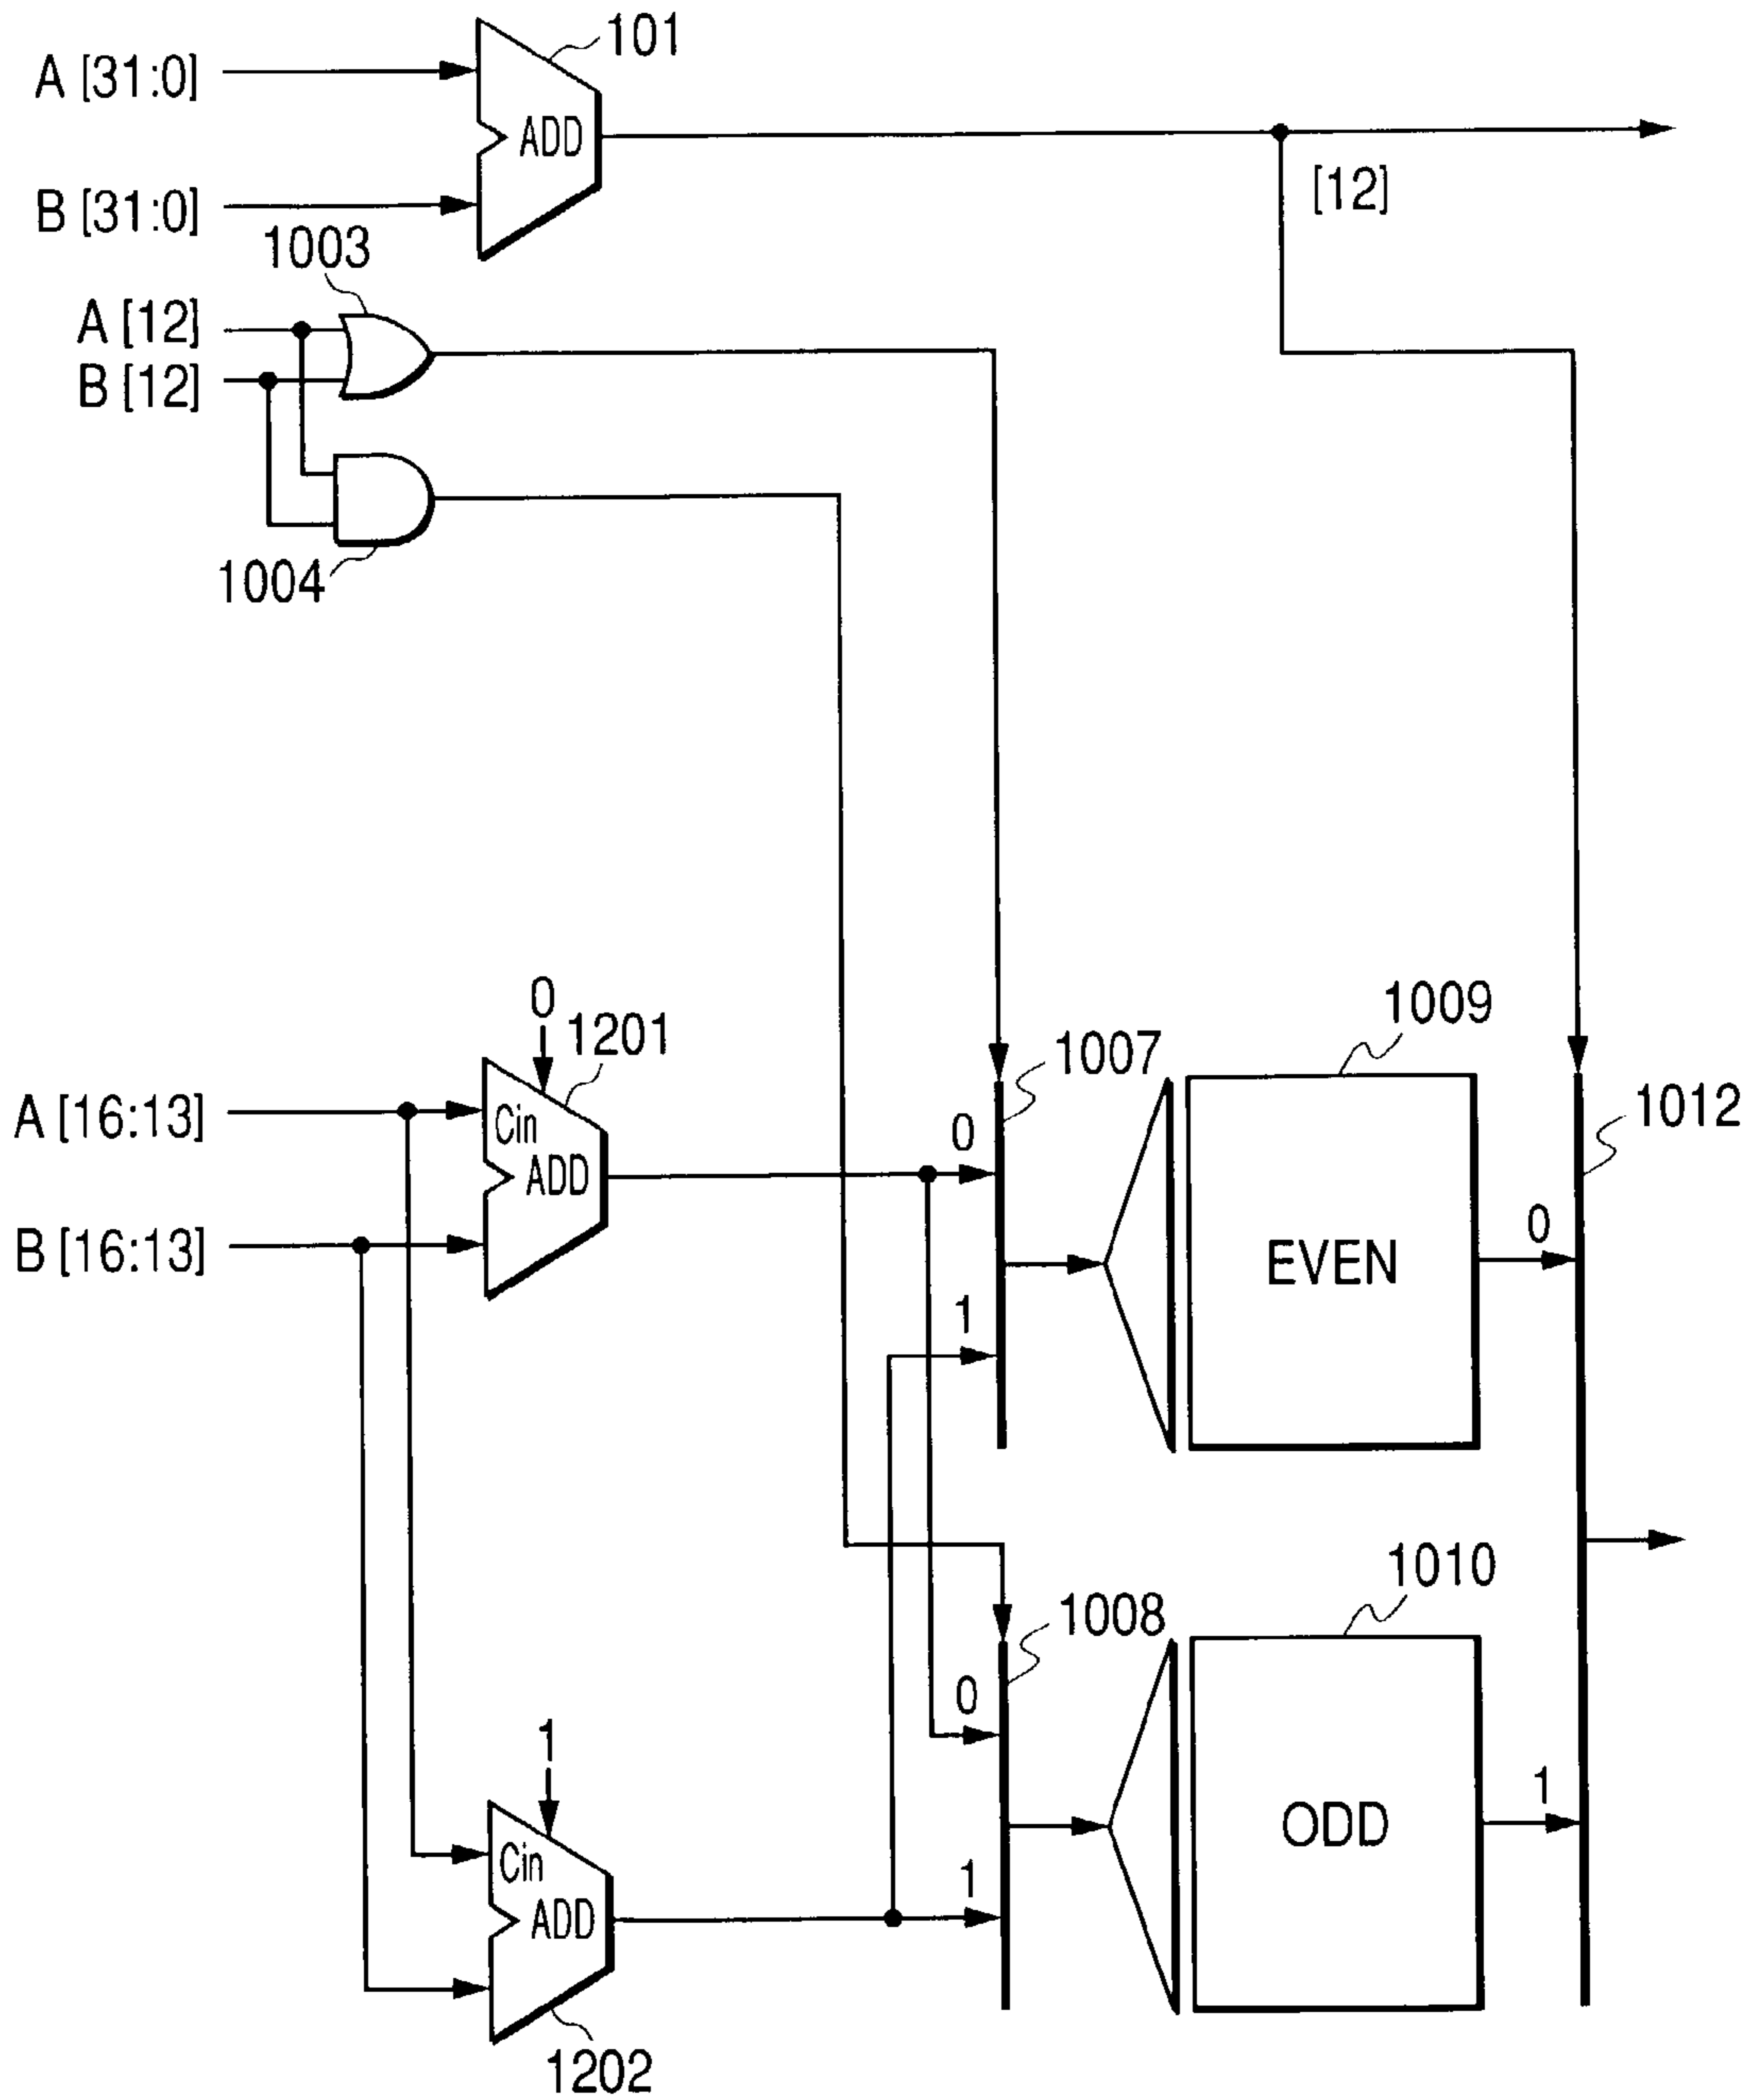 101
A [31:0]
ADD
B [31:0]
[12]
1003
A [12]
B [12]
1004
0
1201
1009
1007
1012
A [16:13]
Cin
0
ADD
0
B [16:13]
EVEN
1
1010
1008
0
1
1
Cin
ODD
1
ADD
1202